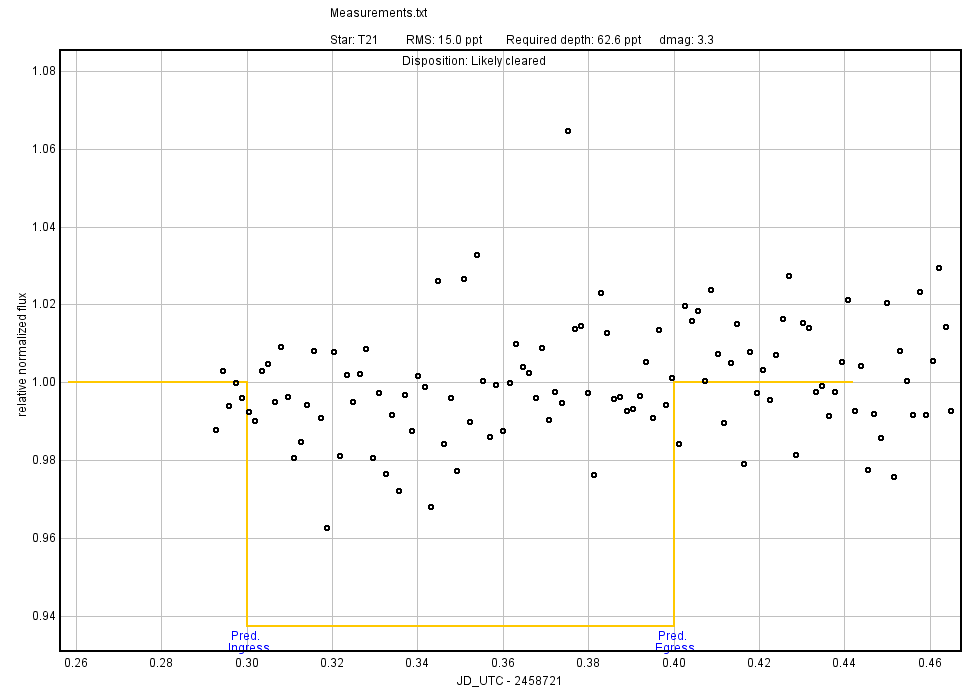 Measurements.txt
Star: T21 RMS: 15.0 ppt Required depth: 62.6 ppt dmag: 3.3
Disposition: Likely cleared
1.08
1.06
1.04
1.02
1.00
0.98
0.96
0.94
relative normalized flux
Pred.
Ingress
Pred.
Egress
0.26 0.28 0.30 0.32 0.34 0.36 0.38 0.40 0.42 0.44 0.46
JD_UTC - 2458721